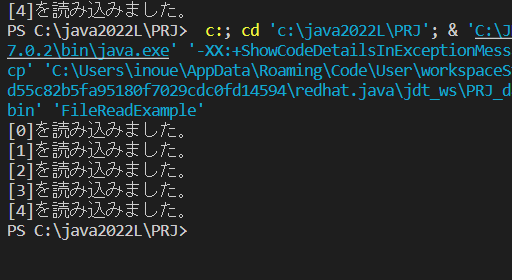 [4]を読み込みました。
PS C:\java2022L\PRJ>  c:; cd 'c:\java2022L\PRJ'; & 'C:\J
7.0.2\bin\java.exe' '-XX:+ShowCodeDetailsInExceptionMess
cp' 'C:\Users\inoue\AppData\Roaming\Code\User\workspaceS
d55c82b5fa95180f7029cdc0fd14594\redhat.java\jdt_ws\PRJ_d
bin' 'FileReadExample'
[0]を読み込みました。
[1]を読み込みました。
[2]を読み込みました。
[3]を読み込みました。
[4]を読み込みました。
PS C:\java2022L\PRJ>